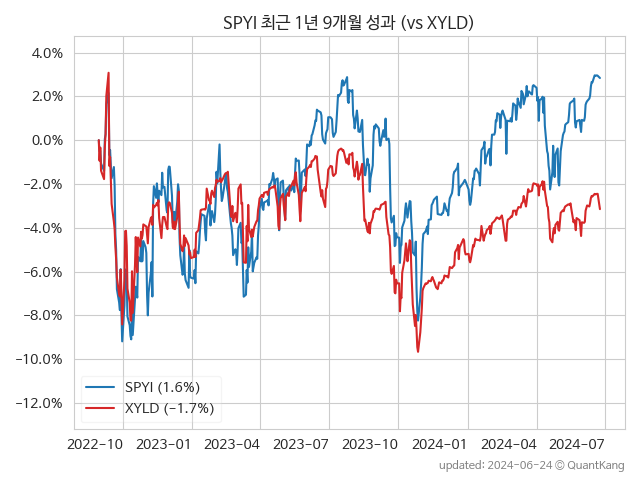 SPYI 최근 1년 9개월 성과 (vs XYLD)
4.0%
2.0%
0.0%
−2.0%
−4.0%
−6.0%
−8.0%
−10.0%
−12.0%
SPYI (1.6%)
XYLD (−1.7%)
2022-10 2023-01 2023-04 2023-07 2023-10 2024-01 2024-04 2024-07
updated: 2024-06-24 © QuantKang